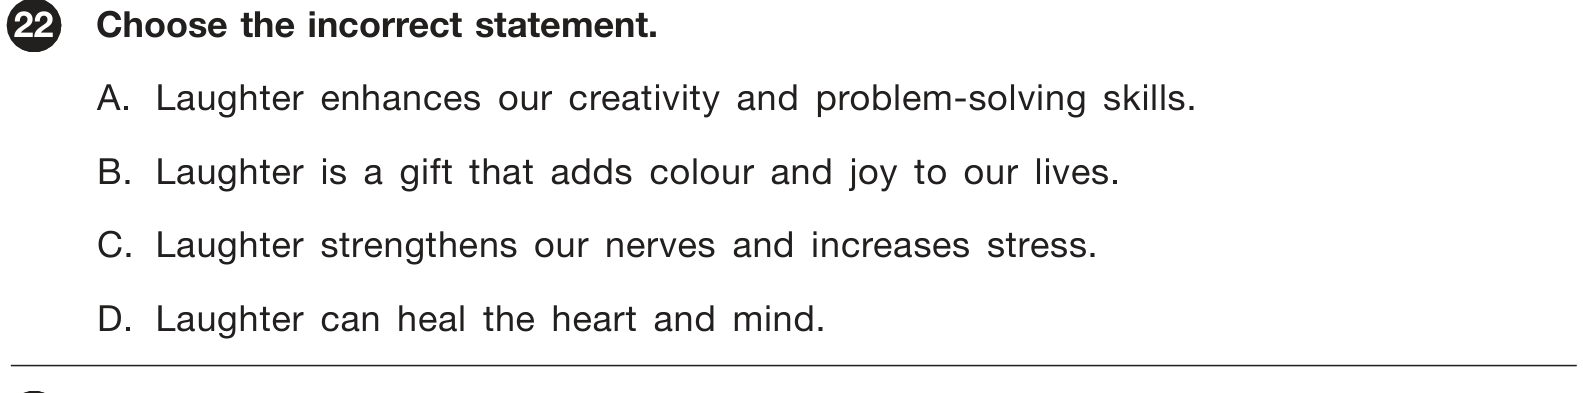 22 Choose the incorrect statement.
A. Laughter enhances our creativity and problem-solving skills.
B. Laughter is a gift that adds colour and joy to our lives.
C. Laughter strengthens our nerves and increases stress.
D. Laughter can heal the heart and mind.